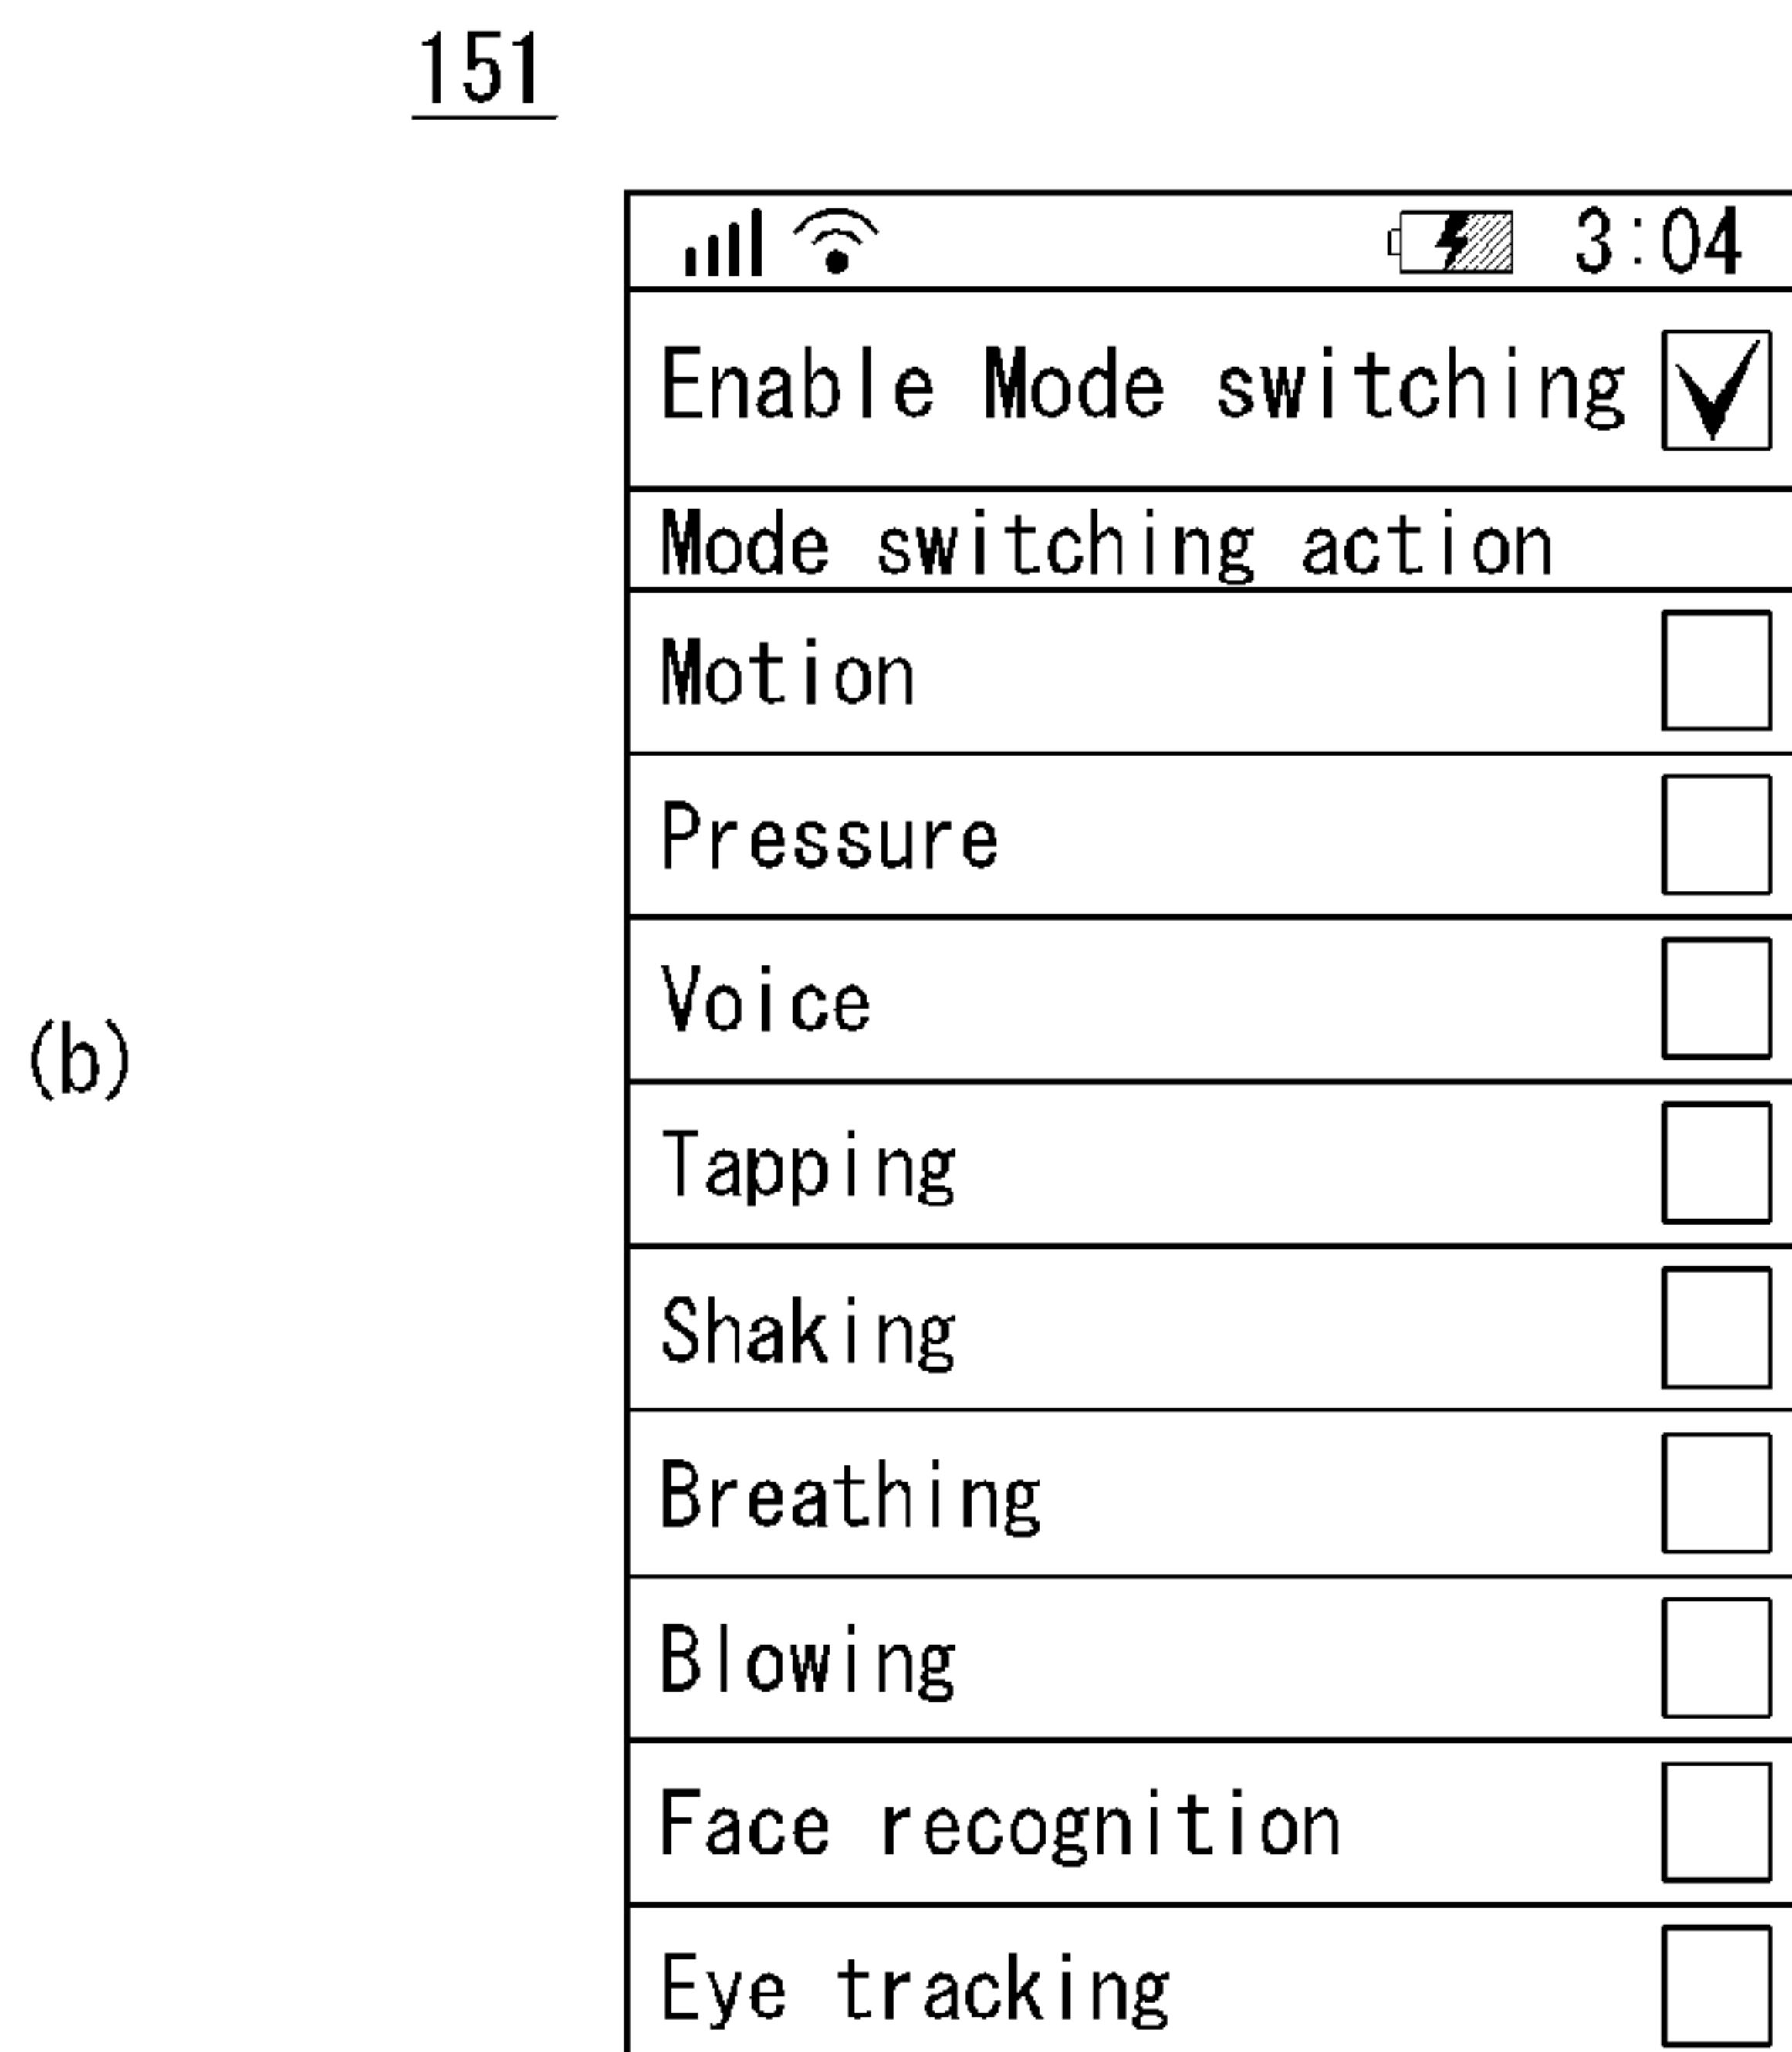 151
3:04
Enable Mode switching
Mode switching action
Motion
Pressure
Voice
(b)
Tapping
Shaking
Breathing
Blowing
Face recognition
Eye tracking